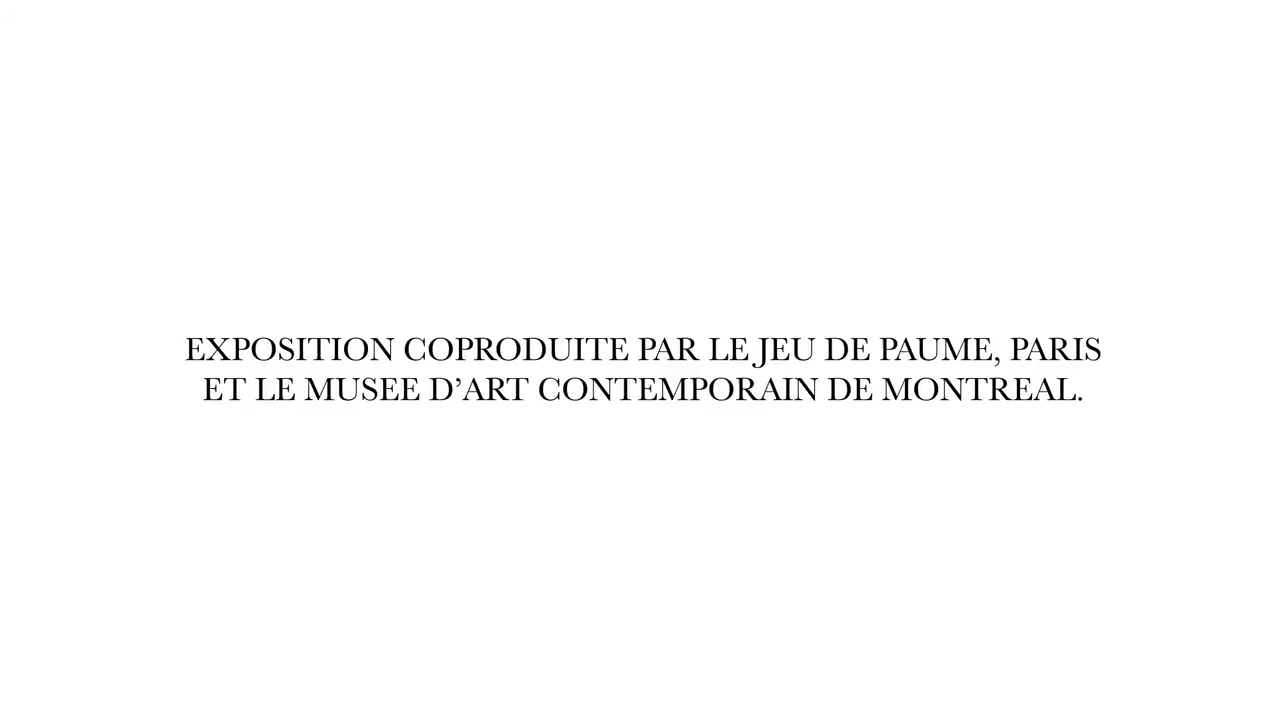 EXPOSITION COPRODUITE PAR LE JEU DE PAUME, PARIS
ET LE MUSEE D’ART CONTEMPORAIN DE MONTREAL.